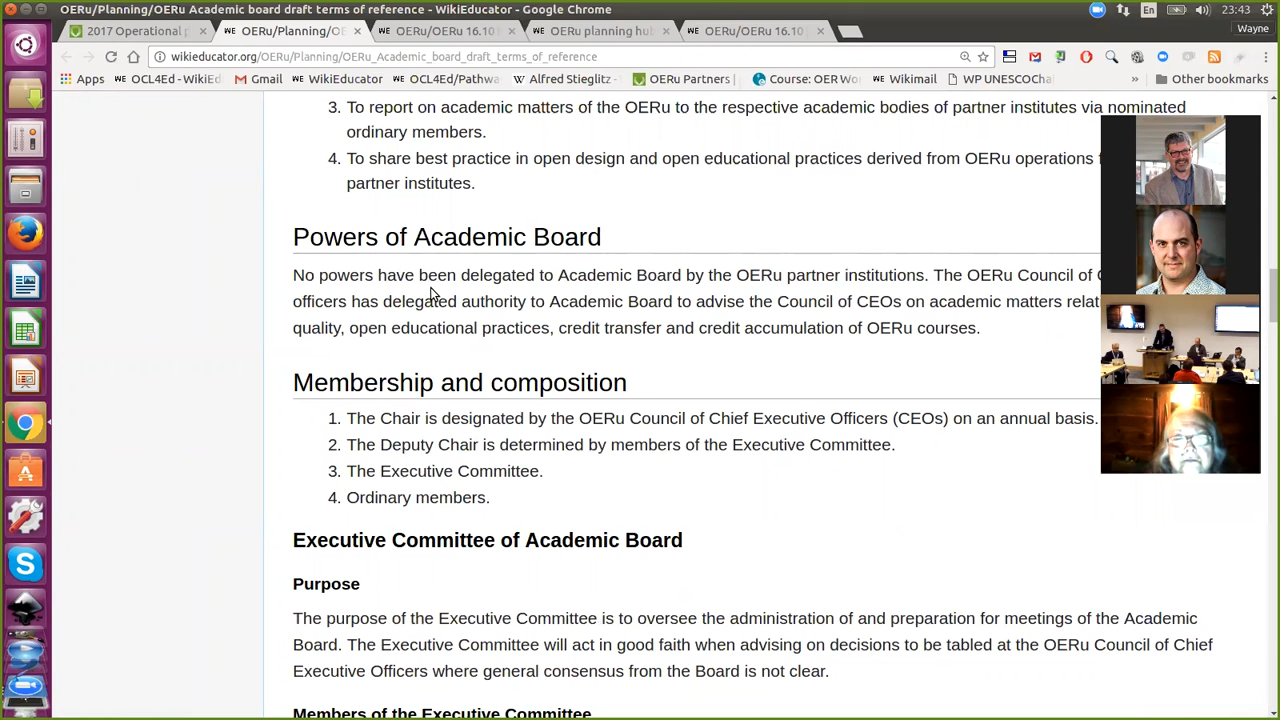 OERu/Planning/OERu Academic board draft terms of reference - WikiEducator - Google Chrome
En
23:43
2017 Operational p
OERu/Planning/OE
OERu/OERu 16.10
OERu planning hub
OERu/OERu 16.10
Wayne
wikieducator.org/OERu/Planning/OERu_Academic_board_draft_terms_of_reference
Apps
OCL4Ed - WikiEd
Gmail
WikiEducator
OCL4Ed/Pathwa
Alfred Stieglitz -
OERu Partners
Course: OER Wo
Wikimail
WP UNESCOCha
»
Other bookmarks
3. To report on academic matters of the OERu to the respective academic bodies of partner institutes via nominated
ordinary members.
4. To share best practice in open design and open educational practices derived from OERu operations
partner institutes.
Powers of Academic Board
No powers have been delegated to Academic Board by the OERu partner institutions. The OERu Council of C
officers has delegated authority to Academic Board to advise the Council of CEOs on academic matters relat
quality, open educational practices, credit transfer and credit accumulation of OERu courses.
Membership and composition
1. The Chair is designated by the OERu Council of Chief Executive Officers (CEOs) on an annual basis.
2. The Deputy Chair is determined by members of the Executive Committee.
3. The Executive Committee.
4. Ordinary members.
Executive Committee of Academic Board
Purpose
The purpose of the Executive Committee is to oversee the administration of and preparation for meetings of the Academic
Board. The Executive Committee will act in good faith when advising on decisions to be tabled at the OERu Council of Chief
Executive Officers where general consensus from the Board is not clear.
Members of the Executive Committee